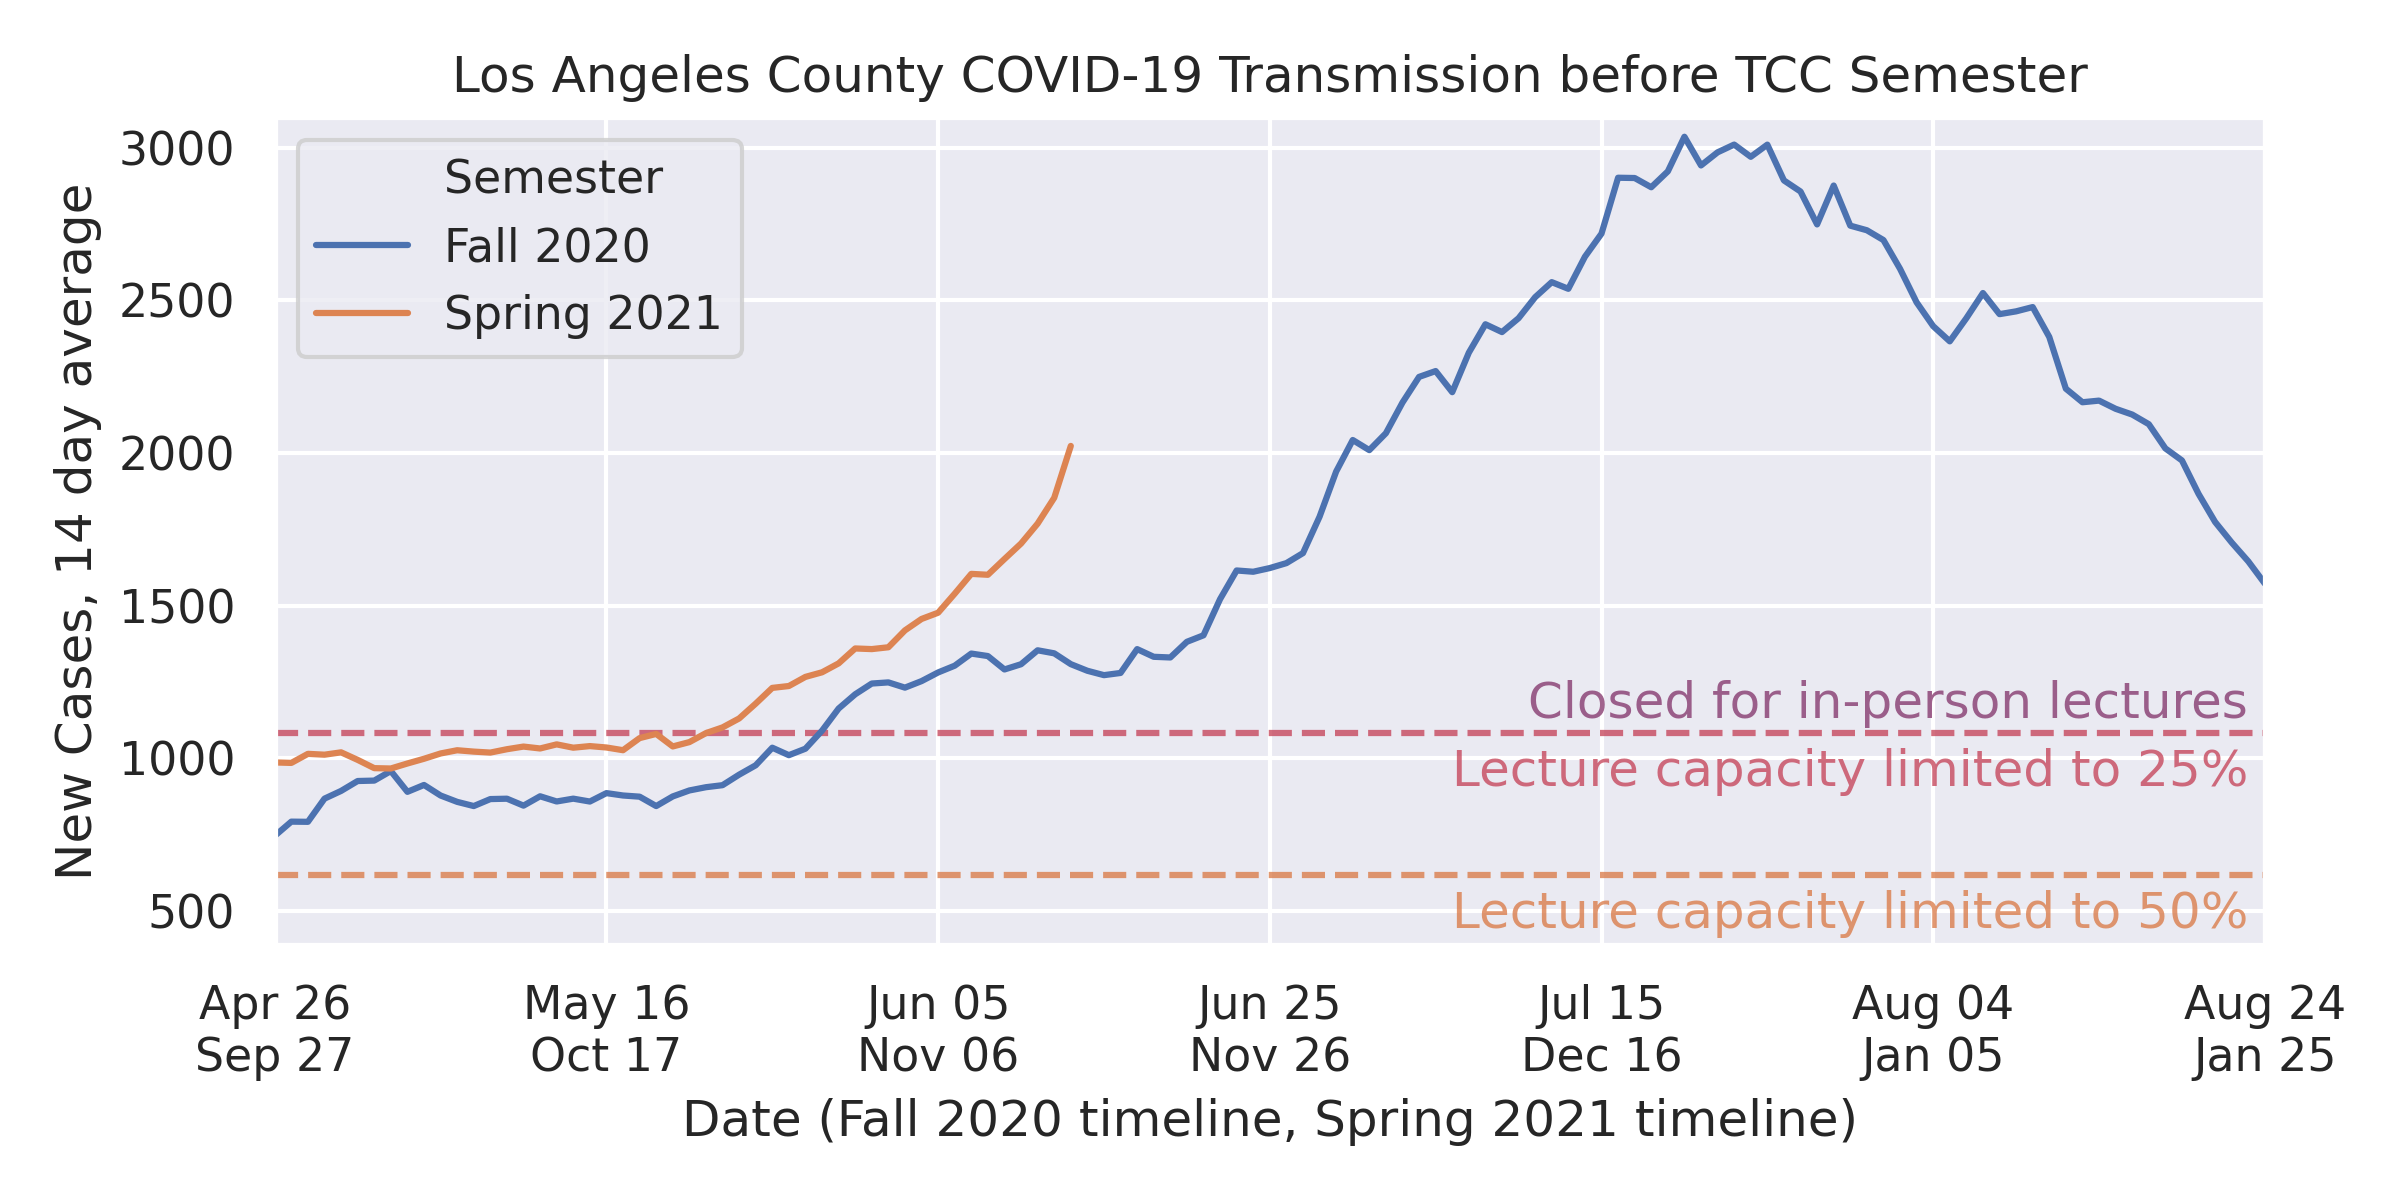 Los Angeles County COVID-19 Transmission before TCC Semester
New Cases, 14 day average
3000
2500
2000
1500
1000
500
Semester
Fall 2020
Spring 2021
Closed for in-person lectures
Lecture capacity limited to 25%
Lecture capacity limited to 50%
Apr 26 May 16 Jun 05 Jun 25 Jul 15 Aug 04 Aug 24
Sep 27 Oct 17 Nov 06 Nov 26 Dec 16 Jan 05 Jan 25
Date (Fall 2020 timeline, Spring 2021 timeline)